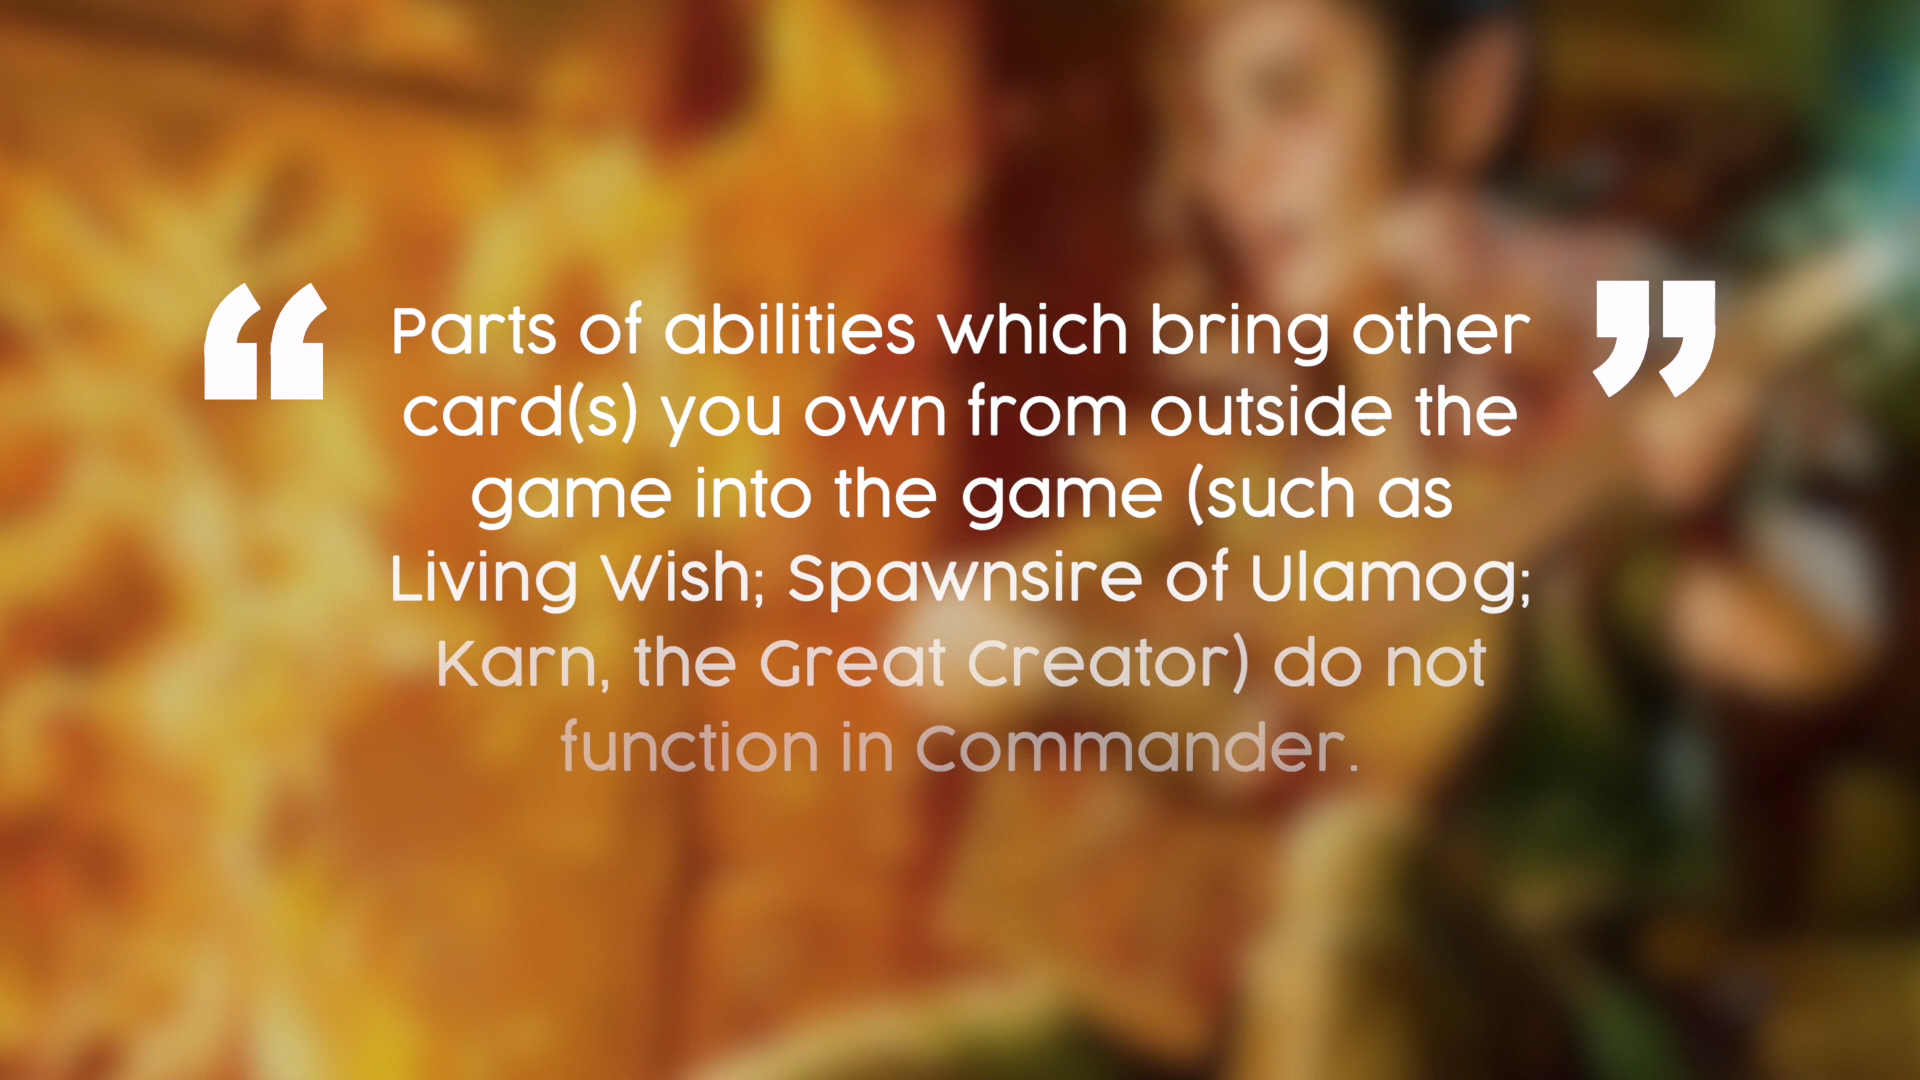 “Parts of abilities which bring other”
card(s) you own from outside the
game into the game (such as
Living Wish; Spawnsire of Ulamog;
Karn, the Great Creator) do not
function in Commander.